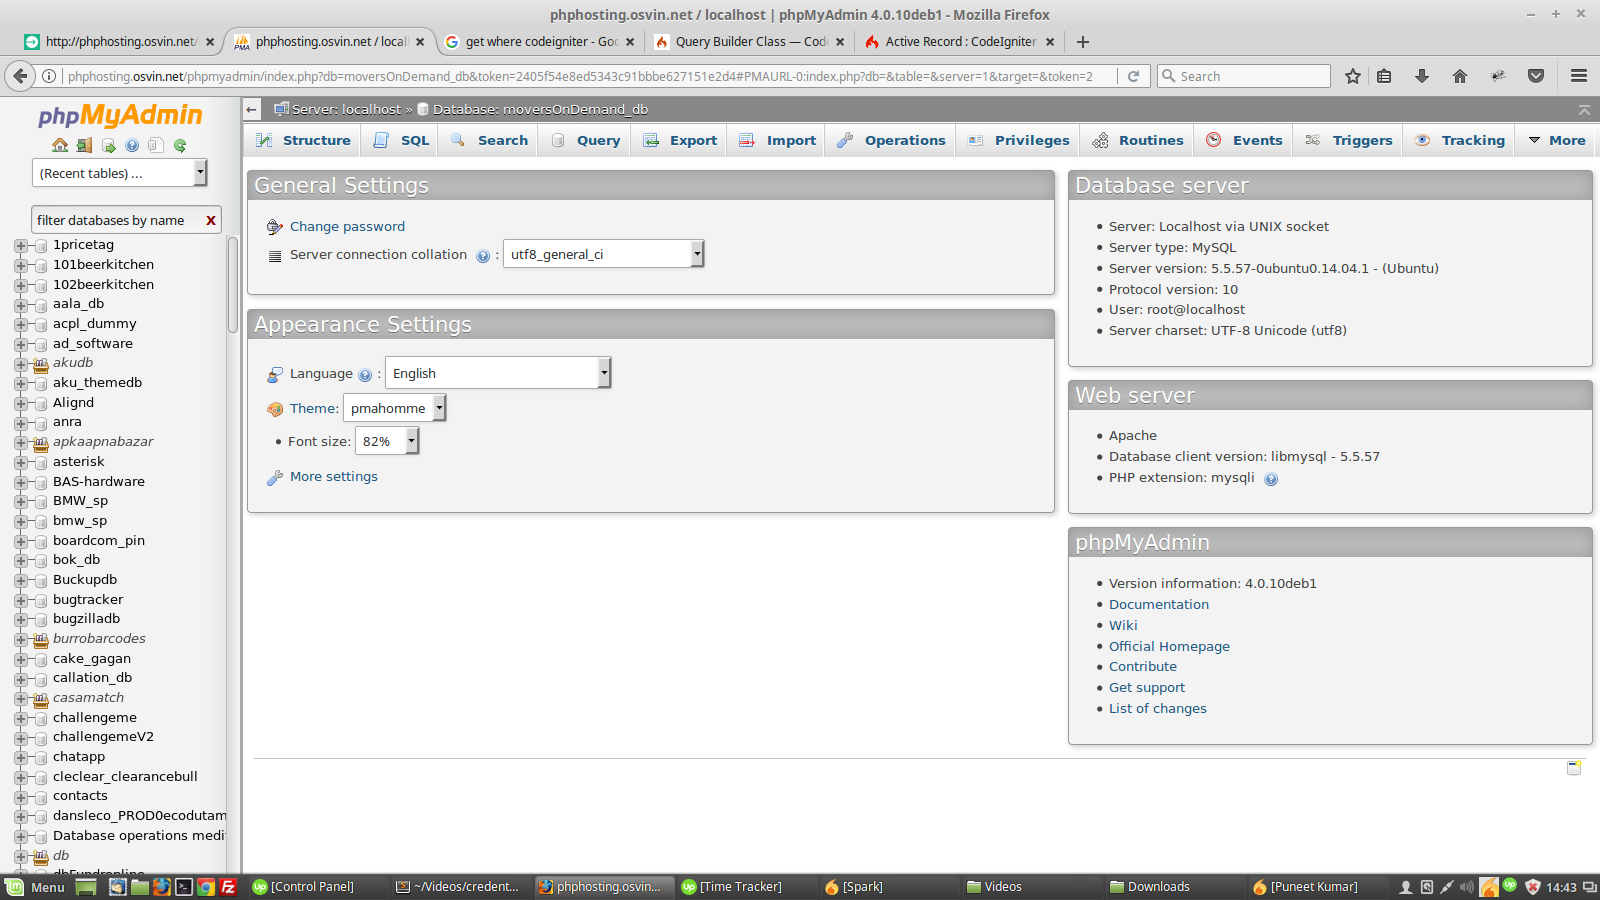 phphosting.osvin.net / localhost | phpMyAdmin 4.0.10deb1 - Mozilla Firefox
http://phphosting.osvin.net/
phphosting.osvin.net / local
get where codeigniter - Goo
Query Builder Class — Code
Active Record : CodeIgniter
phphosting.osvin.net/phpmyadmin/index.php?db=moversOnDemand_db&token=2405f54e8ed5343c91bbbe627151e2d4#PMAURL-0:index.php?db=&table=&server=1&target=&token=2
Search
phpMyAdmin
(Recent tables) ...
filter databases by name X
1pricetag
101beerkitchen
102beerkitchen
aala_db
acpl_dummy
ad_software
akudb
aku_themedb
Alignd
anra
apkaapnabazar
asterisk
BAS-hardware
BMW_sp
bmw_sp
boardcom_pin
bok_db
Buckupdb
bugtracker
bugzilladb
burrobarcodes
cake_gagan
callation_db
casamatch
challengeme
challengemeV2
chatapp
cleclear_clearancebull
contacts
dansleco_PROD0ecodutam
Database operations medi
db
Server: localhost » Database: moversOnDemand_db
Structure
SQL
Search
Query
Export
Import
Operations
Privileges
Routines
Events
Triggers
Tracking
More
General Settings
Change password
Server connection collation : utf8_general_ci
Appearance Settings
Language : English
Theme: pmahomme
Font size: 82%
More settings
Database server
Server: Localhost via UNIX socket
Server type: MySQL
Server version: 5.5.57-0ubuntu0.14.04.1 - (Ubuntu)
Protocol version: 10
User: root@localhost
Server charset: UTF-8 Unicode (utf8)
Web server
Apache
Database client version: libmysql - 5.5.57
PHP extension: mysqli
phpMyAdmin
Version information: 4.0.10deb1
Documentation
Wiki
Official Homepage
Contribute
Get support
List of changes
Menu
[Control Panel]
~/Videos/credent...
phphosting.osvin...
[Time Tracker]
[Spark]
Videos
Downloads
[Puneet Kumar]
14:43